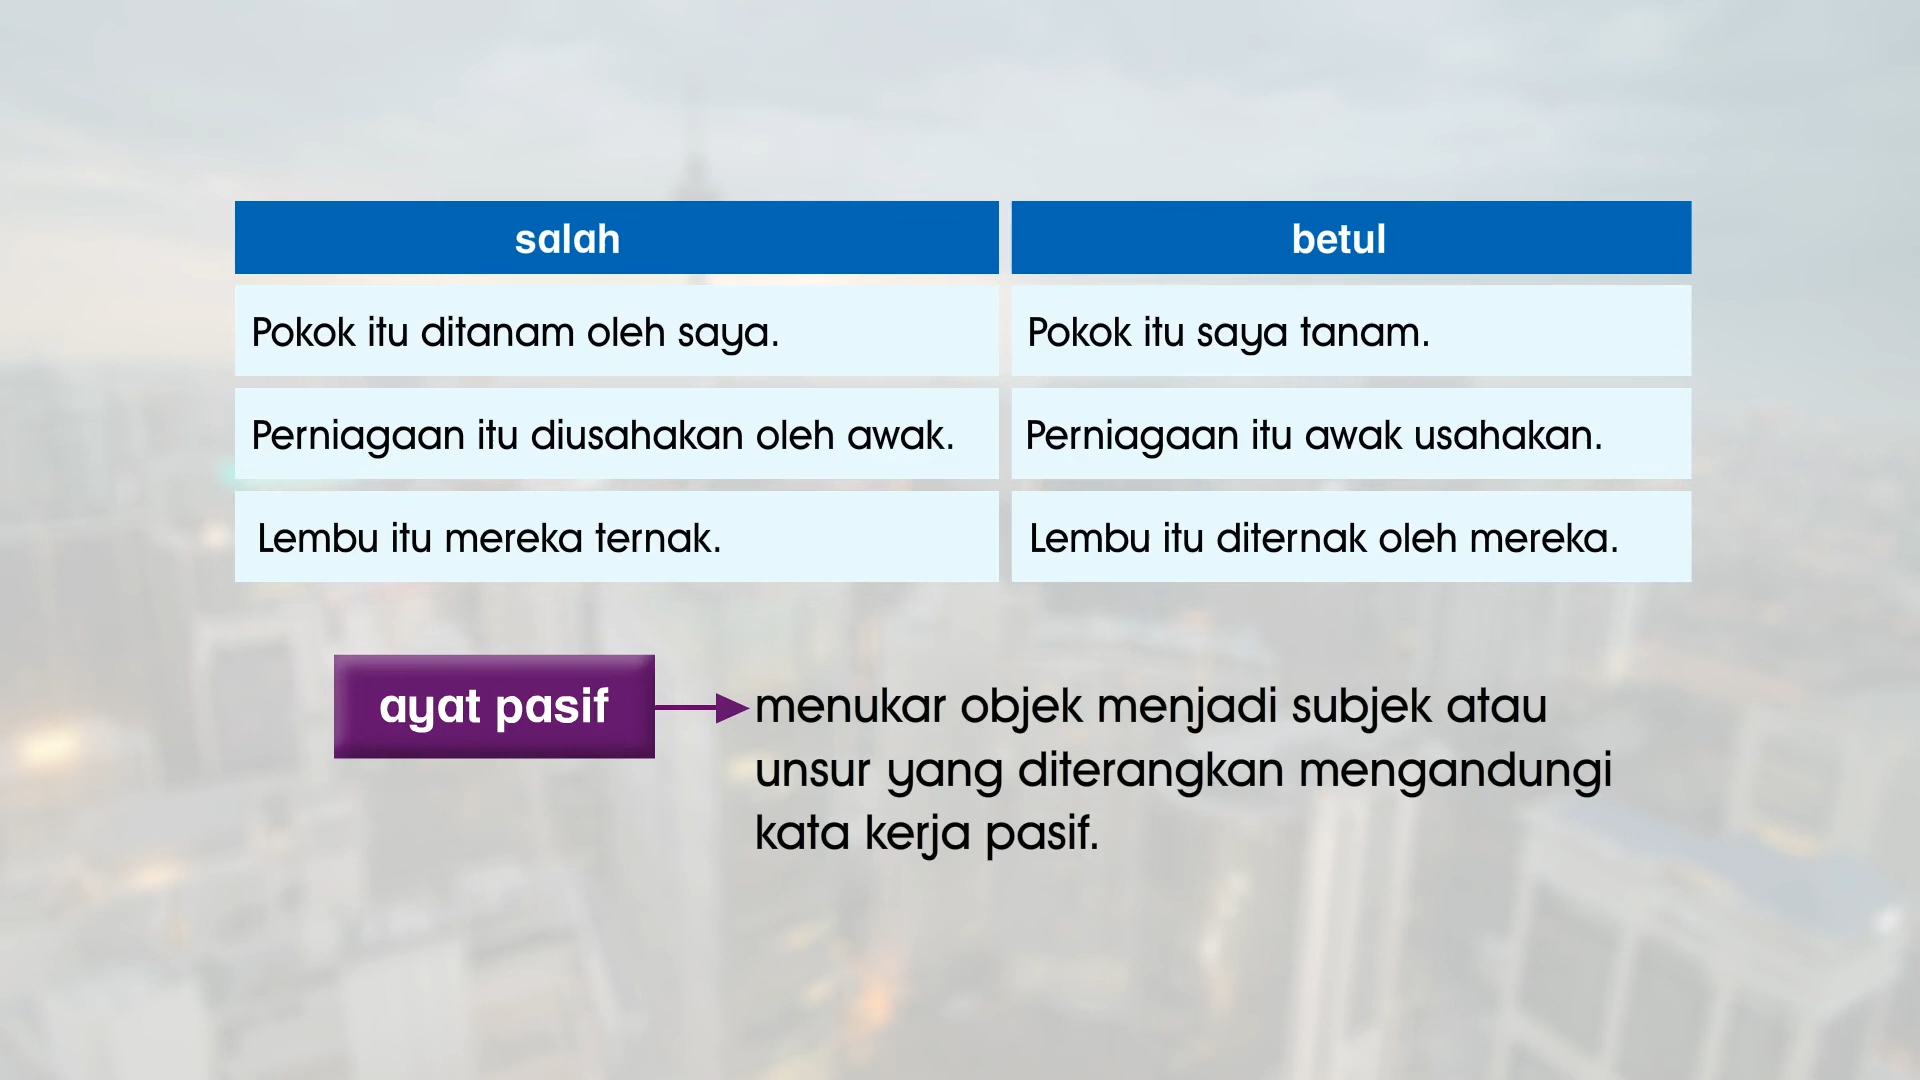 salah
betul
Pokok itu ditanam oleh saya.
Pokok itu saya tanam.
Perniagaan itu diusahakan oleh awak.
Perniagaan itu awak usahakan.
Lembu itu mereka ternak.
Lembu itu diternak oleh mereka.
ayat pasif
menukar objek menjadi subjek atau
unsur yang diterangkan mengandungi
kata kerja pasif.